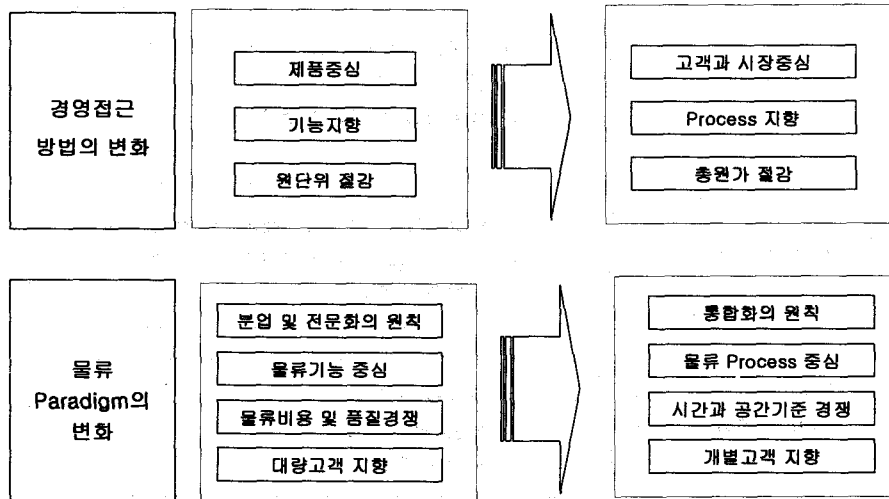 경영접근
방법의 변화
제품중심
기능지향
원단위 절감
고객과 시장중심
Process 지향
총원가 절감
물류
Paradigm의
변화
분업 및 전문화의 원칙
물류기능 중심
물류비용 및 품질경쟁
대량고객 지향
통합화의 원칙
물류 Process 중심
시간과 공간기준 경쟁
개별고객 지향